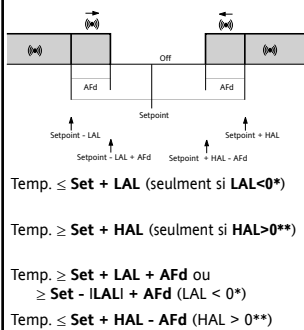 Off
AFd
AFd
Setpoint
Setpoint - LAL
Setpoint + HAL
Setpoint - LAL + AFd
Setpoint + HAL - AFd
Temp. ≤ Set + LAL (seulment si LAL<0*)
Temp. ≥ Set + HAL (seulment si HAL>0**)
Temp. ≥ Set + LAL + AFd ou
≥ Set - ILALI + AFd (LAL < 0*)
Temp. ≤ Set + HAL - AFd (HAL > 0**)